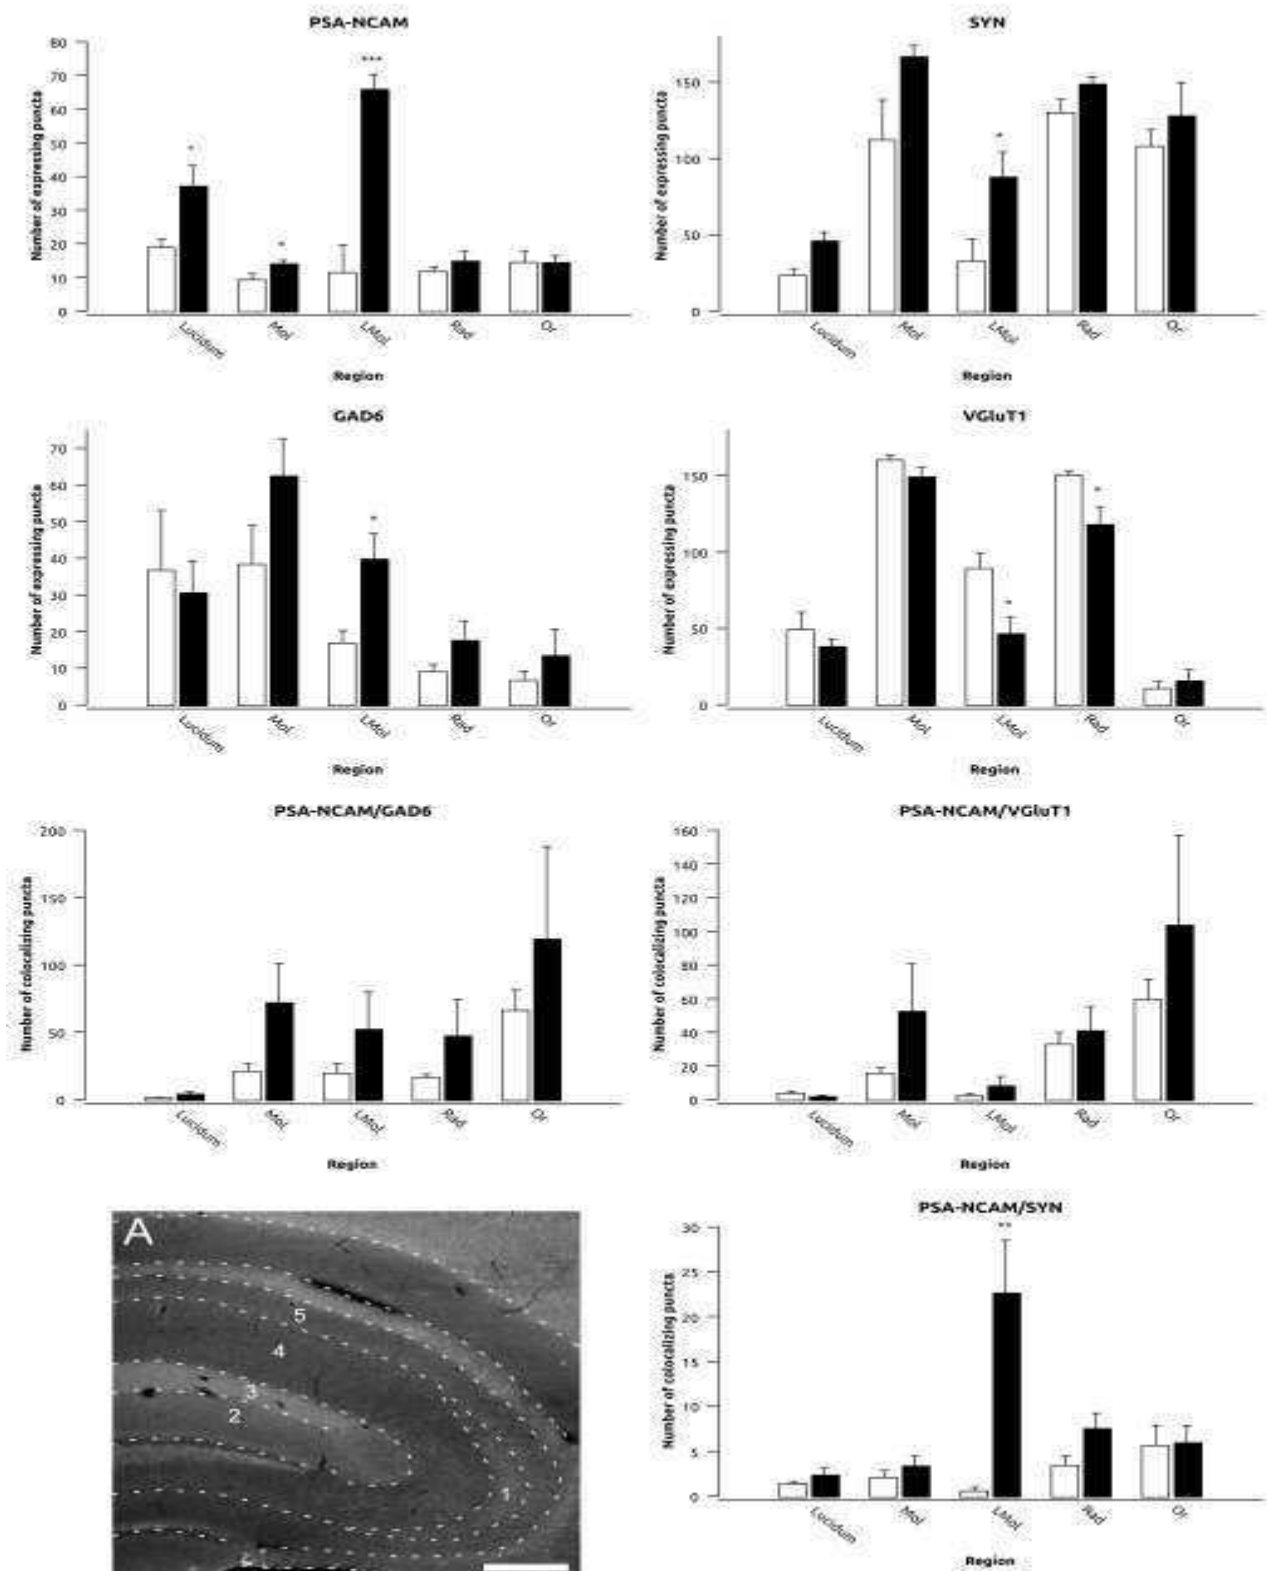 PSA-NCAM
Number of expressing puncta
80
70
60
50
40
30
20
10
0
*
*
***
Lucidum
Mol
LMol
Rad
Or
Region
SYN
Number of expressing puncta
150
100
50
0
*
Lucidum
Mol
LMol
Rad
Or
Region
GAD6
Number of expressing puncta
70
60
50
40
30
20
10
0
*
Lucidum
Mol
LMol
Rad
Or
Region
VGluT1
Number of expressing puncta
150
100
50
0
*
*
Lucidum
Mol
LMol
Rad
Or
Region
PSA-NCAM/GAD6
Number of colocalizing puncta
200
150
100
50
0
Lucidum
Mol
LMol
Rad
Or
Region
PSA-NCAM/VGluT1
Number of colocalizing puncta
160
140
120
100
80
60
40
20
0
Lucidum
Mol
LMol
Rad
Or
Region
A
5
4
3
2
1
PSA-NCAM/SYN
Number of colocalizing puncta
30
25
20
15
10
5
0
**
Lucidum
Mol
LMol
Rad
Or
Region